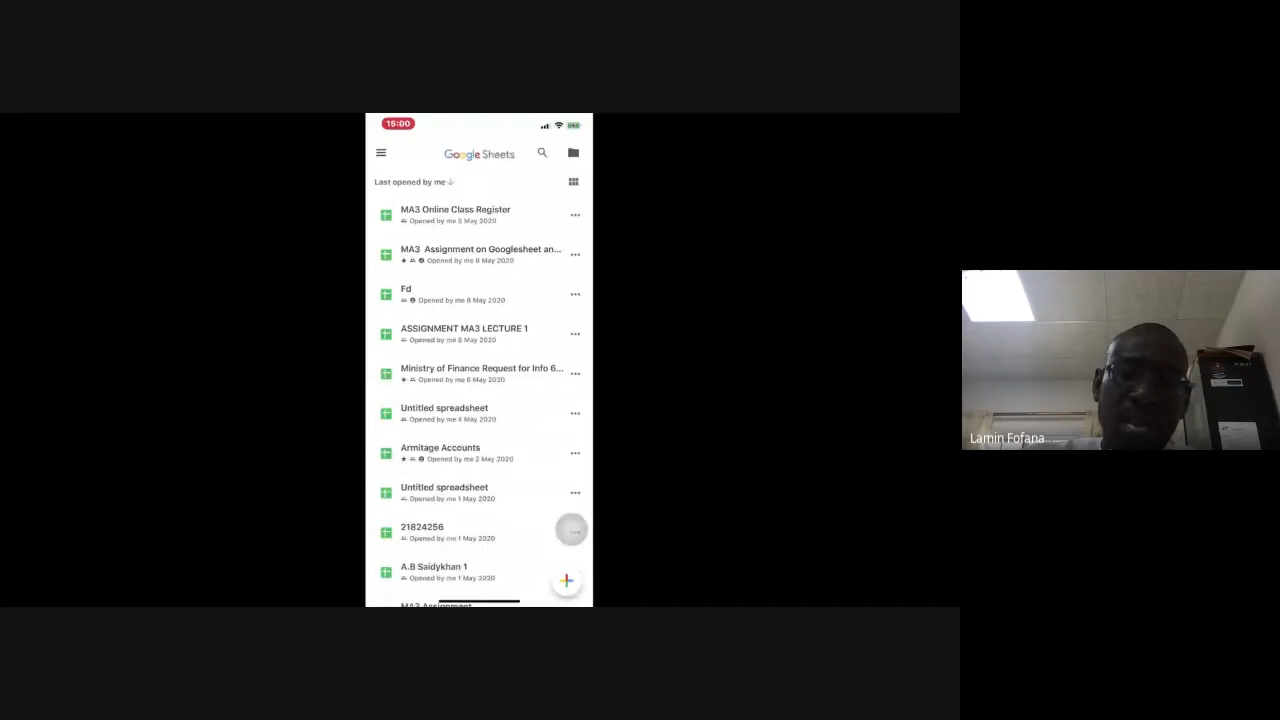 15:00
Google Sheets
Last opened by me
MA3 Online Class Register
Opened by me 8 May 2020
MA3 Assignment on Googlesheet an...
Opened by me 8 May 2020
Fd
Opened by me 8 May 2020
ASSIGNMENT MA3 LECTURE 1
Opened by me 8 May 2020
Ministry of Finance Request for Info 6...
Opened by me 6 May 2020
Untitled spreadsheet
Opened by me 4 May 2020
Armitage Accounts
Opened by me 2 May 2020
Untitled spreadsheet
Opened by me 1 May 2020
21824256
Opened by me 1 May 2020
A.B Saidykhan 1
Opened by me 1 May 2020
MA3 Assignment
Lamin Fofana